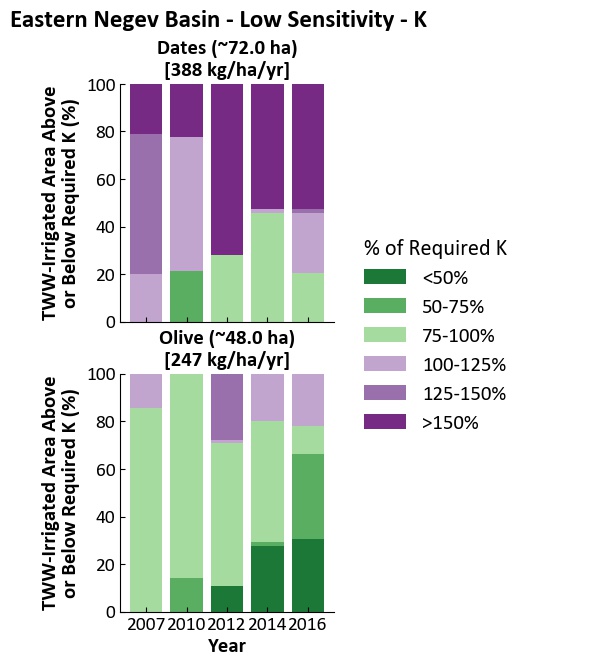 Eastern Negev Basin - Low Sensitivity - K
Dates (~72.0 ha)
[388 kg/ha/yr]
TWW-Irrigated Area Above
or Below Required K (%)
100
80
60
40
20
0
Olive (~48.0 ha)
[247 kg/ha/yr]
TWW-Irrigated Area Above
or Below Required K (%)
100
80
60
40
20
0
2007 2010 2012 2014 2016
Year
% of Required K
<50%
50-75%
75-100%
100-125%
125-150%
>150%